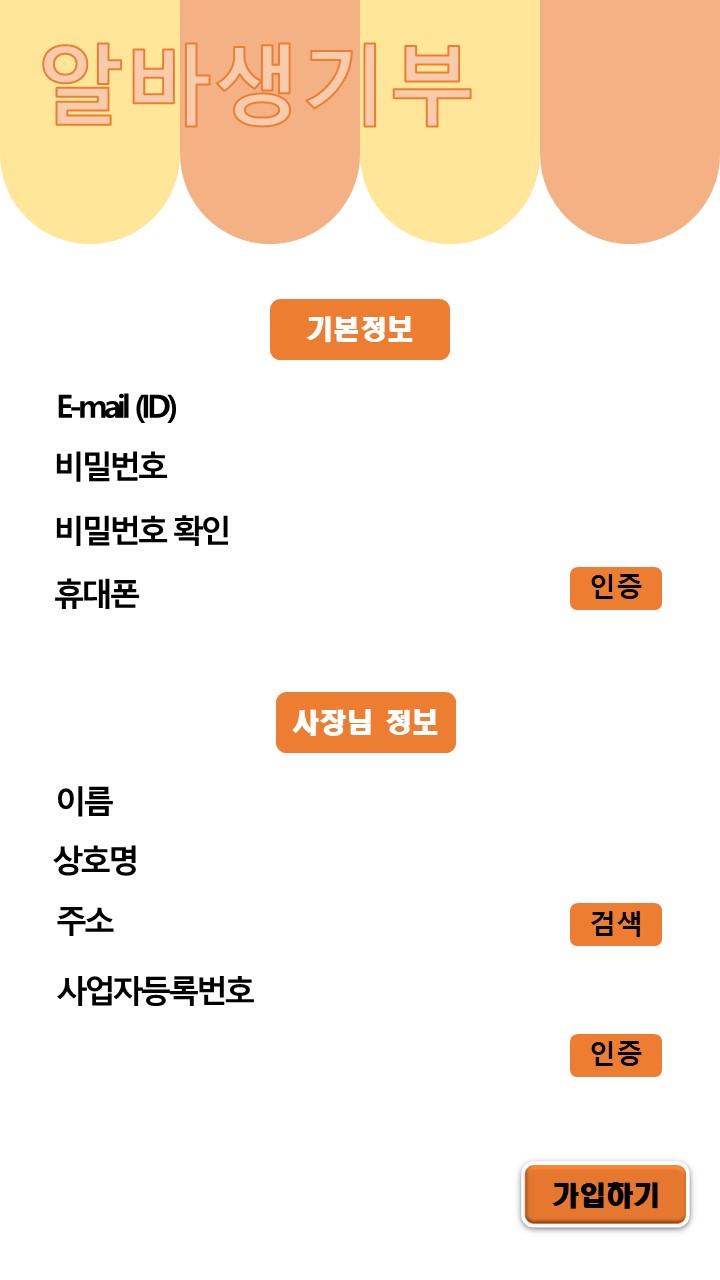 알바생기부
기본정보
E-mail (ID)
비밀번호
비밀번호 확인
휴대폰
인증
사장님 정보
이름
상호명
주소
검색
사업자등록번호
인증
가입하기